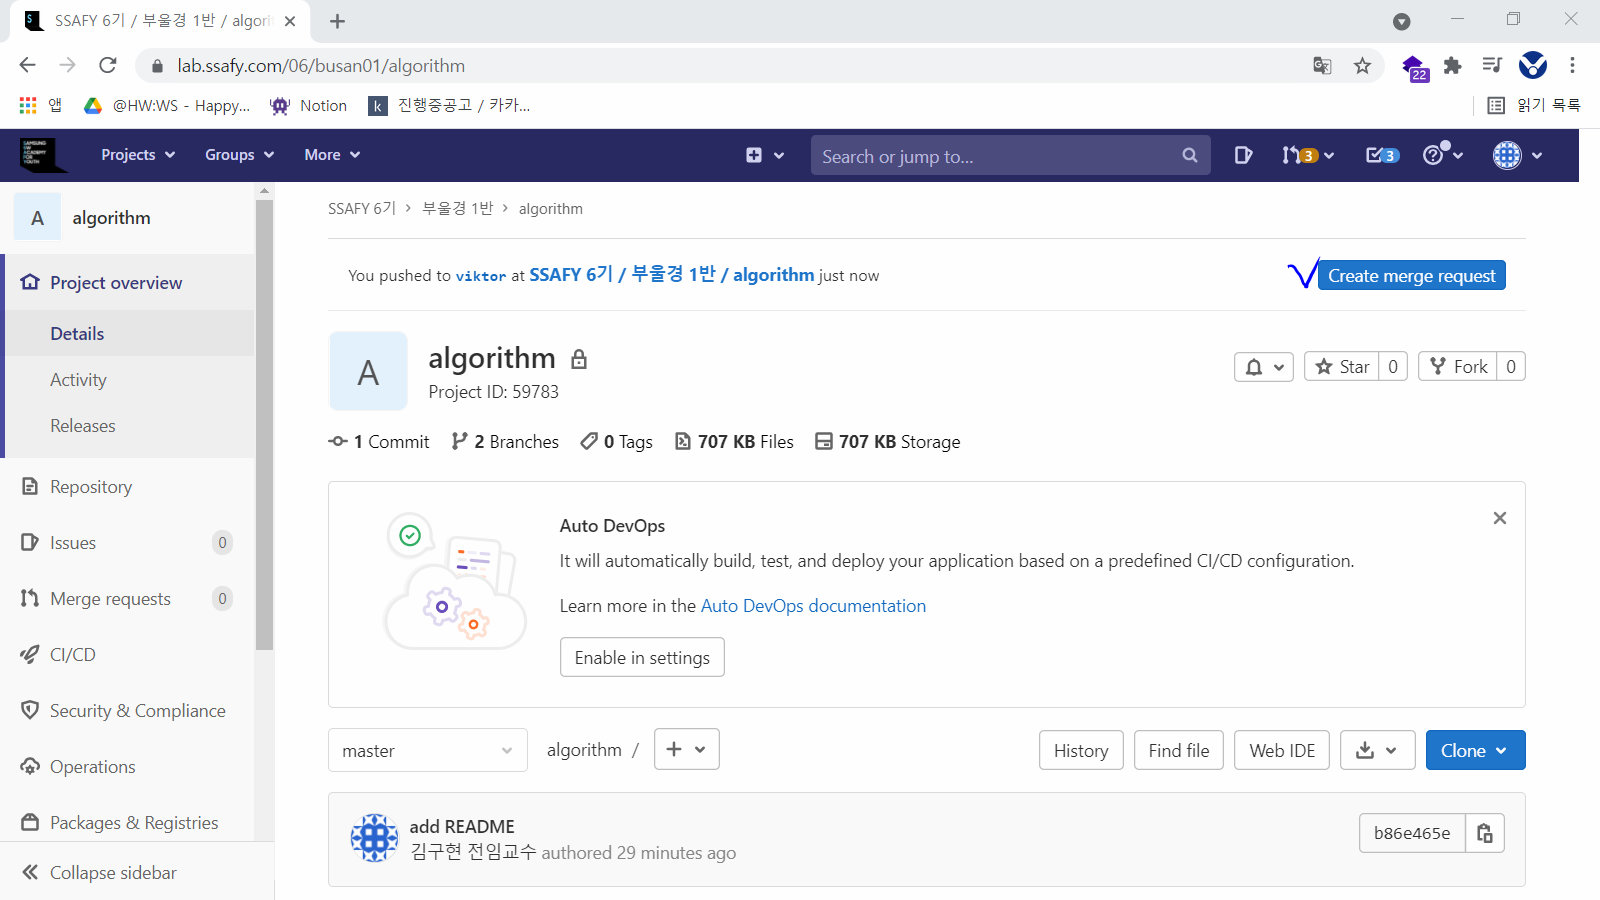 SSAFY 6기 / 부울경 1반 / algori
lab.ssafy.com/06/busan01/algorithm
22
앱 @HW:WS - Happy... Notion k 진행중공고 / 카카... 읽기 목록
SAMSUNG
SW
ACADEMY
FOR
YOUTH
Projects Groups More Search or jump to... 3 3
A algorithm
SSAFY 6기 > 부울경 1반 > algorithm
You pushed to viktor at SSAFY 6기 / 부울경 1반 / algorithm just now
Create merge request
Project overview
Details
Activity
Releases
Repository
Issues 0
Merge requests 0
CI/CD
Security & Compliance
Operations
Packages & Registries
Collapse sidebar
A
algorithm
Project ID: 59783
Star 0 Fork 0
1 Commit 2 Branches 0 Tags 707 KB Files 707 KB Storage
Auto DevOps
It will automatically build, test, and deploy your application based on a predefined CI/CD configuration.
Learn more in the Auto DevOps documentation
Enable in settings
master algorithm / + History Find file Web IDE Clone
add README
김구현 전임교수 authored 29 minutes ago
b86e465e